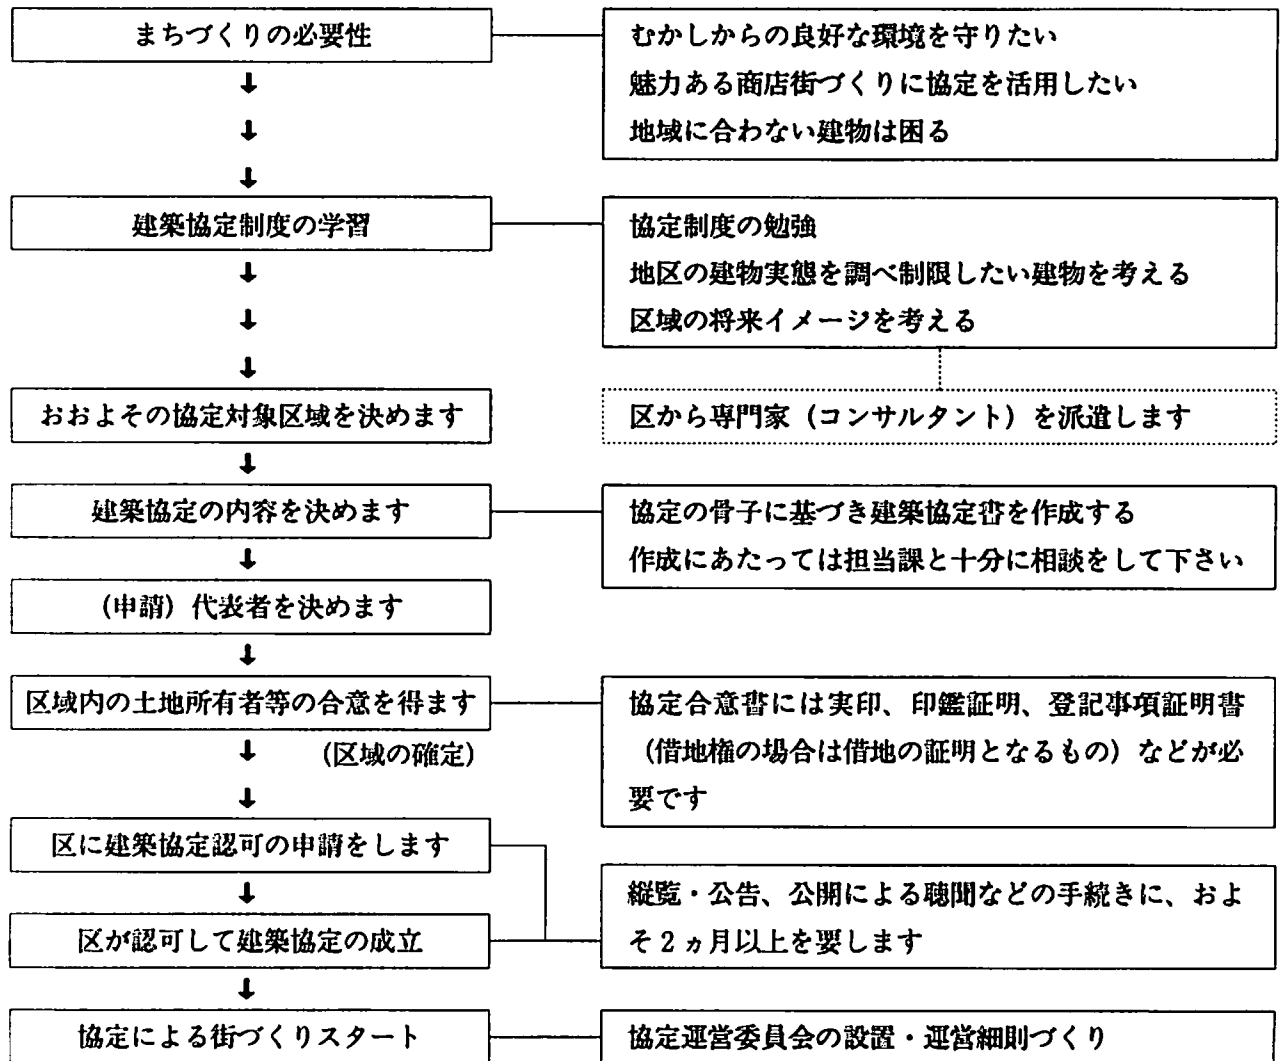 まちづくりの必要性
むかしからの良好な環境を守りたい
魅力ある商店街づくりに協定を活用したい
地域に合わない建物は困る
建築協定制度の学習
協定制度の勉強
地区の建物実態を調べ制限したい建物を考える
区域の将来イメージを考える
おおよその協定対象区域を決めます
区から専門家（コンサルタント）を派遣します
建築協定の内容を決めます
協定の骨子に基づき建築協定書を作成する
作成にあたっては担当課と十分に相談をして下さい
（申請）代表者を決めます
区域内の土地所有者等の合意を得ます
（区域の確定）
協定合意書には実印、印鑑証明、登記事項証明書
（借地権の場合は借地の証明となるもの）などが必
要です
区に建築協定認可の申請をします
区が認可して建築協定の成立
縦覧・公告、公開による聴聞などの手続きに、およ
そ２ヵ月以上を要します
協定による街づくりスタート
協定運営委員会の設置・運営細則づくり